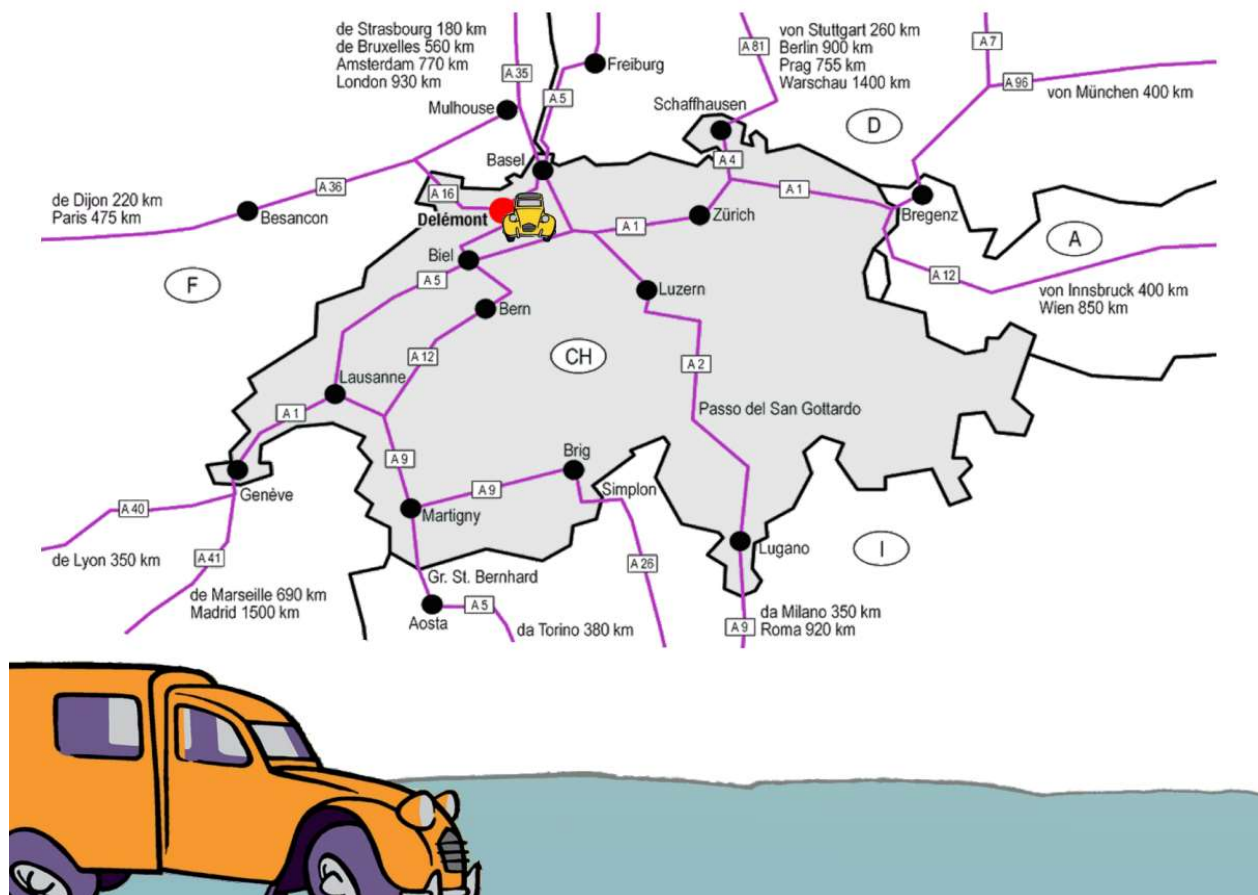 de Strasbourg 180 km
de Bruxelles 560 km
Amsterdam 770 km
London 930 km
A 35
A 5
Freiburg
A 81
von Stuttgart 260 km
Berlin 900 km
Prag 755 km
Warschau 1400 km
A 7
A 96
von München 400 km
Mulhouse
Schaffhausen
D
Basel
A 4
A 36
A 16
A 1
de Dijon 220 km
Paris 475 km
Besancon
Delémont
Zürich
Bregenz
A 1
A
Biel
F
A 5
A 12
Luzern
von Innsbruck 400 km
Wien 850 km
Bern
A 12
CH
A 2
Lausanne
Passo del San Gottardo
A 1
Brig
A 9
A 9
Simplon
Genève
A 40
Martigny
Lugano
I
de Lyon 350 km
A 41
A 26
Gr. St. Bernhard
de Marseille 690 km
Madrid 1500 km
A 5
Aosta
da Torino 380 km
A 9
da Milano 350 km
Roma 920 km